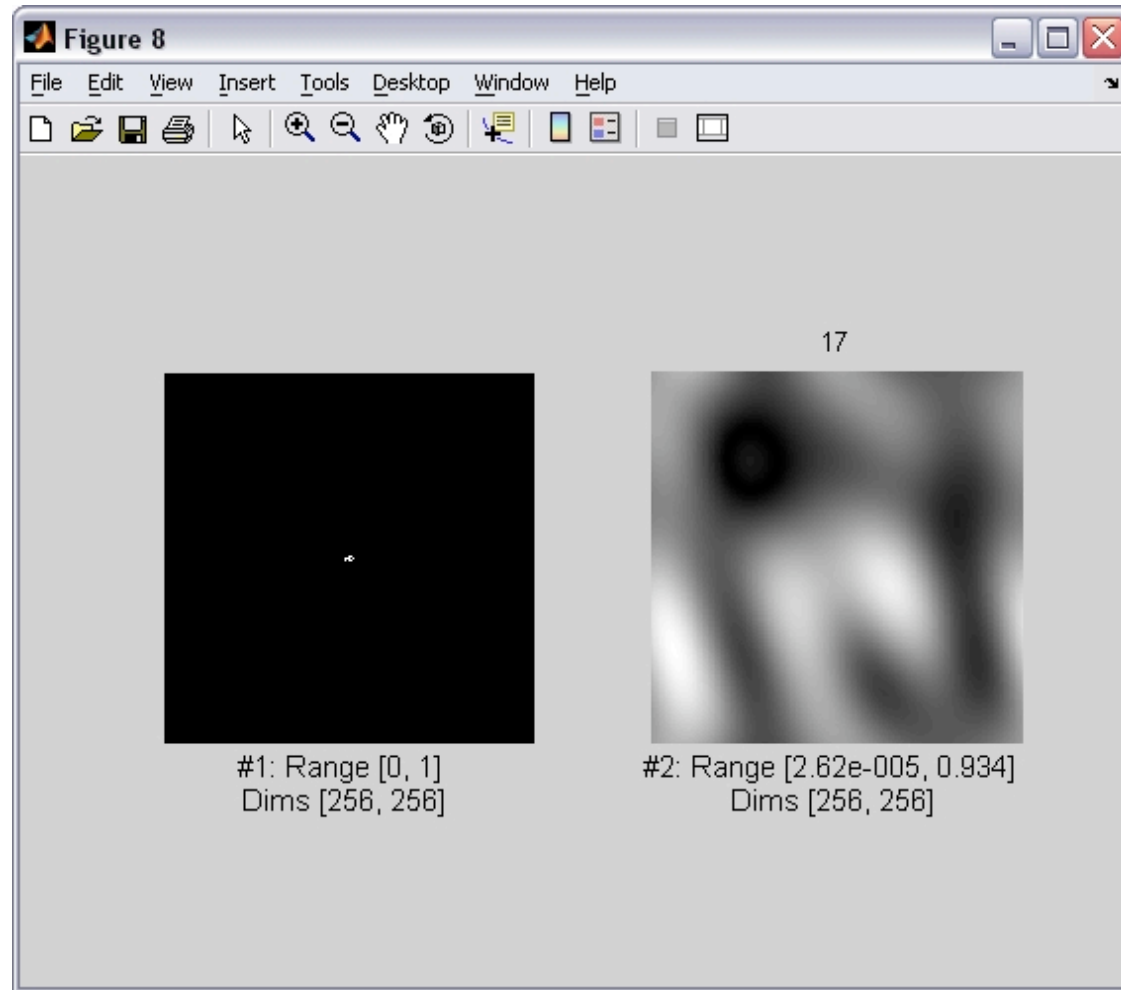 Figure 8
File Edit View Insert Tools Desktop Window Help
17
#1: Range [0, 1]
Dims [256, 256]
#2: Range [2.62e-005, 0.934]
Dims [256, 256]